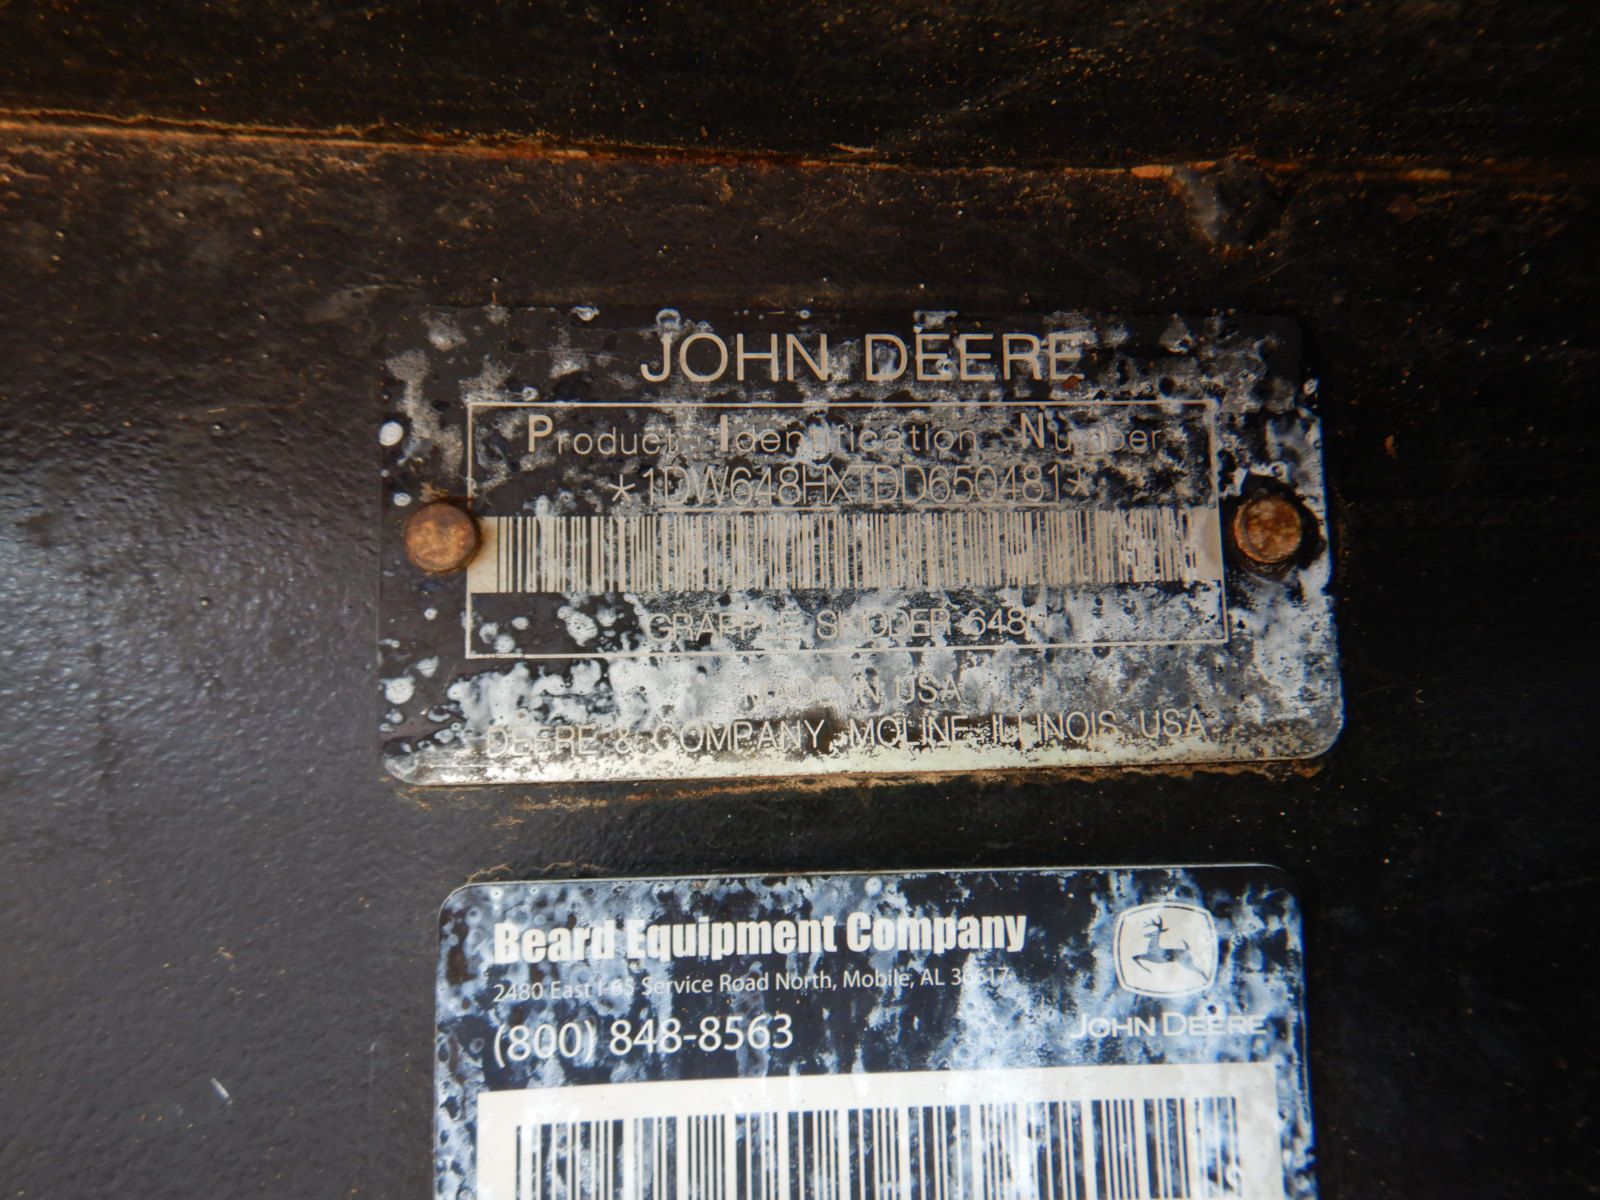 JOHN DEERE
Product Identification Number
*1DW648HXTDD650481*
GRAPPLE SKIDDER 648H
MADE IN USA
DEERE & COMPANY MOLINE ILLINOIS USA
Beard Equipment Company
2480 East I-65 Service Road North, Mobile, AL 36617
(800) 848-8563
JOHN DEERE